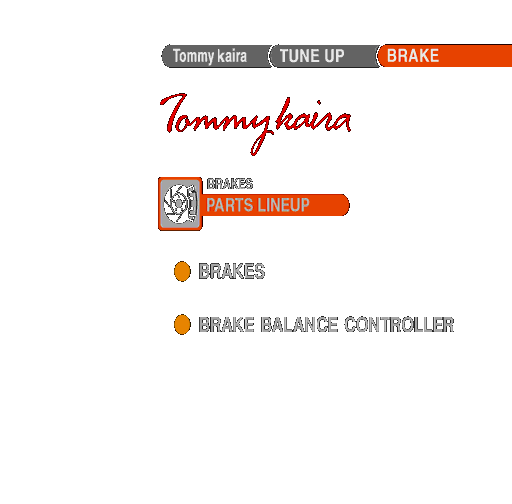 Tommy kaira TUNE UP BRAKE
Tommykaira
BRAKES
PARTS LINEUP
BRAKES
BRAKE BALANCE CONTROLLER